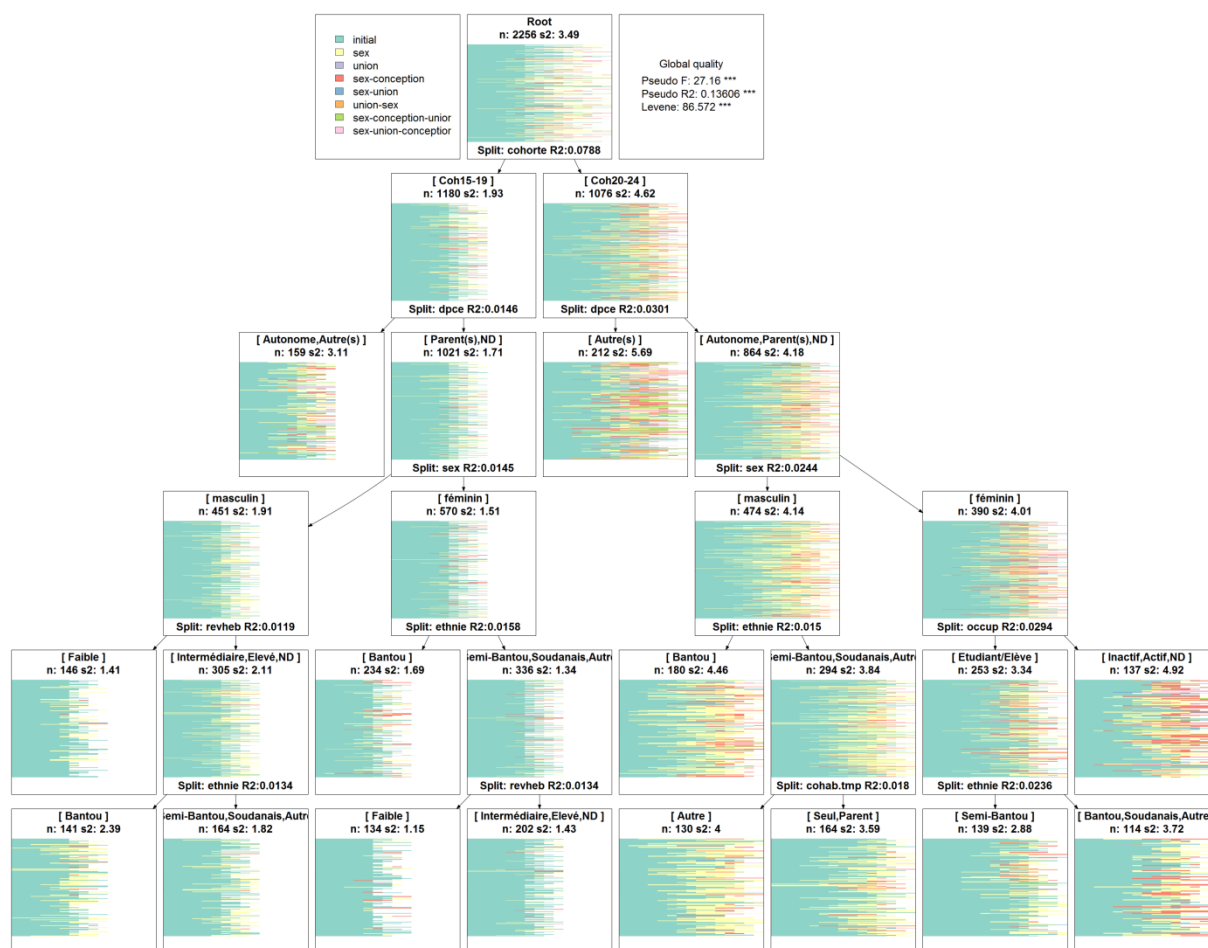 initial
sex
union
sex-conception
sex-union
union-sex
sex-conception-union
sex-union-conception
Root
n: 2256 s2: 3.49
Split: cohorte R2:0.0788
Global quality
Pseudo F: 27.16 ***
Pseudo R2: 0.13606 ***
Levene: 86.572 ***
[ Coh15-19 ]
n: 1180 s2: 1.93
Split: dpce R2:0.0146
[ Coh20-24 ]
n: 1076 s2: 4.62
Split: dpce R2:0.0301
[ Autonome,Autre(s) ]
n: 159 s2: 3.11
[ Parent(s),ND ]
n: 1021 s2: 1.71
Split: sex R2:0.0145
[ Autre(s) ]
n: 212 s2: 5.69
[ Autonome,Parent(s),ND ]
n: 864 s2: 4.18
Split: sex R2:0.0244
[ masculin ]
n: 451 s2: 1.91
Split: revheb R2:0.0119
[ féminin ]
n: 570 s2: 1.51
Split: ethnie R2:0.0158
[ masculin ]
n: 474 s2: 4.14
Split: ethnie R2:0.015
[ féminin ]
n: 390 s2: 4.01
Split: occup R2:0.0294
[ Faible ]
n: 146 s2: 1.41
[ Intermédiaire,Elevé,ND ]
n: 305 s2: 2.11
Split: ethnie R2:0.0134
[ Bantou ]
n: 234 s2: 1.69
Semi-Bantou,Soudanais,Autre
n: 336 s2: 1.34
Split: revheb R2:0.0134
[ Bantou ]
n: 180 s2: 4.46
Semi-Bantou,Soudanais,Autre
n: 294 s2: 3.84
Split: cohab.tmp R2:0.018
[ Etudiant/Elève ]
n: 253 s2: 3.34
Split: ethnie R2:0.0236
[ Inactif,Actif,ND ]
n: 137 s2: 4.92
[ Bantou ]
n: 141 s2: 2.39
Semi-Bantou,Soudanais,Autre
n: 164 s2: 1.82
[ Faible ]
n: 134 s2: 1.15
[ Intermédiaire,Elevé,ND ]
n: 202 s2: 1.43
[ Autre ]
n: 130 s2: 4
[ Seul,Parent ]
n: 164 s2: 3.59
[ Semi-Bantou ]
n: 139 s2: 2.88
[ Bantou,Soudanais,Autre
n: 114 s2: 3.72